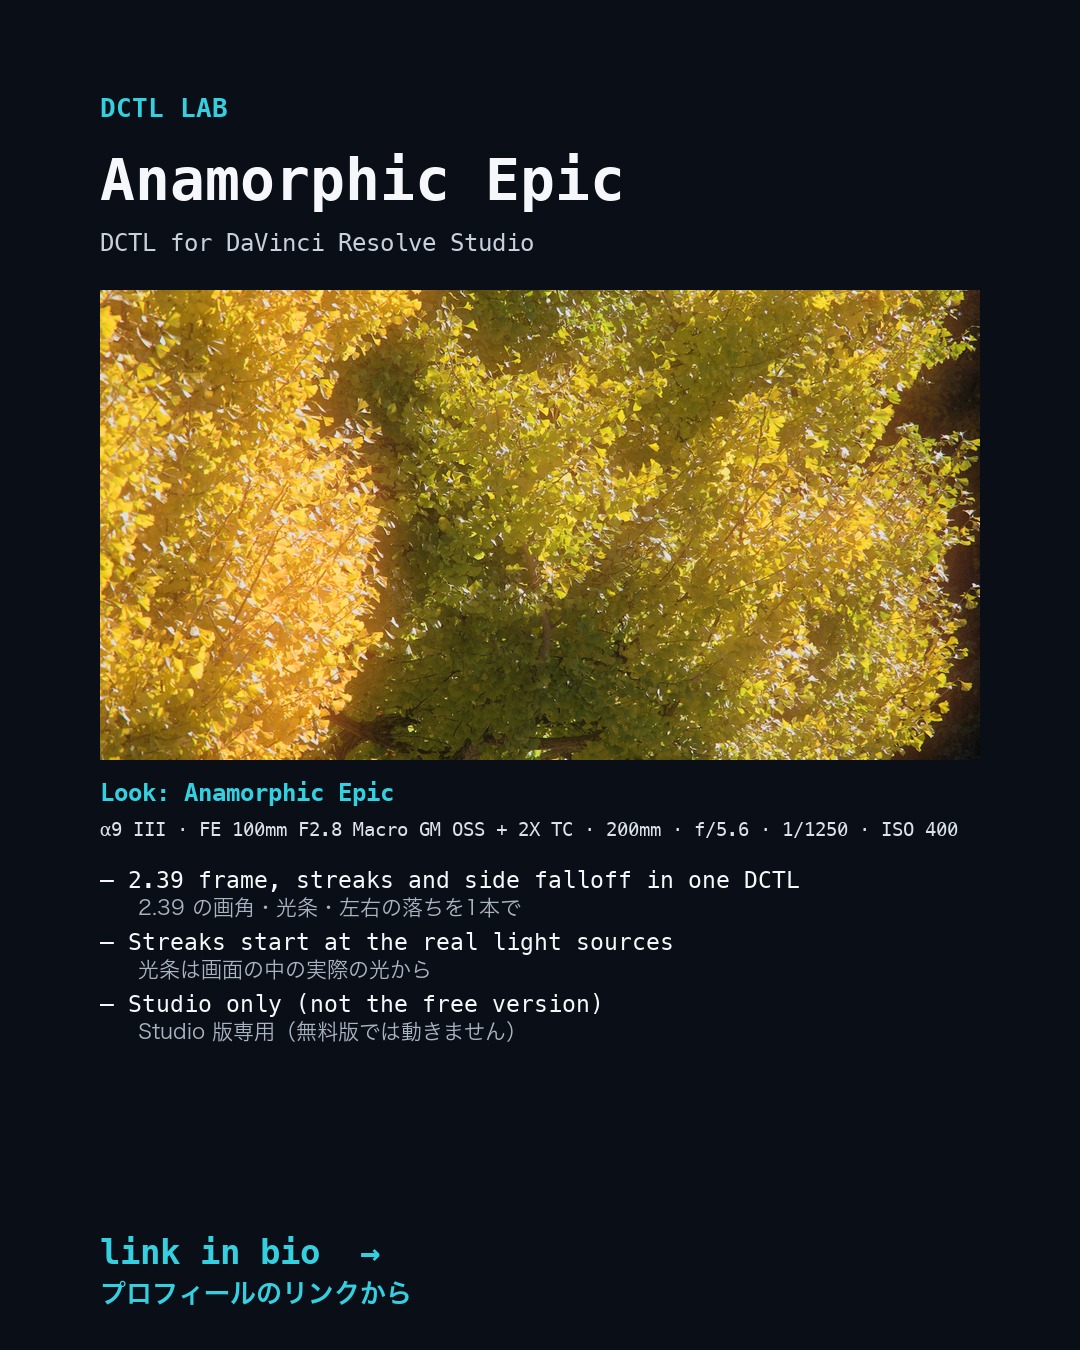 DCTL LAB
Anamorphic Epic
DCTL for DaVinci Resolve Studio
Look: Anamorphic Epic
α9 III · FE 100mm F2.8 Macro GM OSS + 2X TC · 200mm · f/5.6 · 1/1250 · ISO 400
— 2.39 frame, streaks and side falloff in one DCTL
2.39 の画角・光条・左右の落ちを1本で
— Streaks start at the real light sources
光条は画面の中の実際の光から
— Studio only (not the free version)
Studio 版専用（無料版では動きません）
link in bio →
プロフィールのリンクから